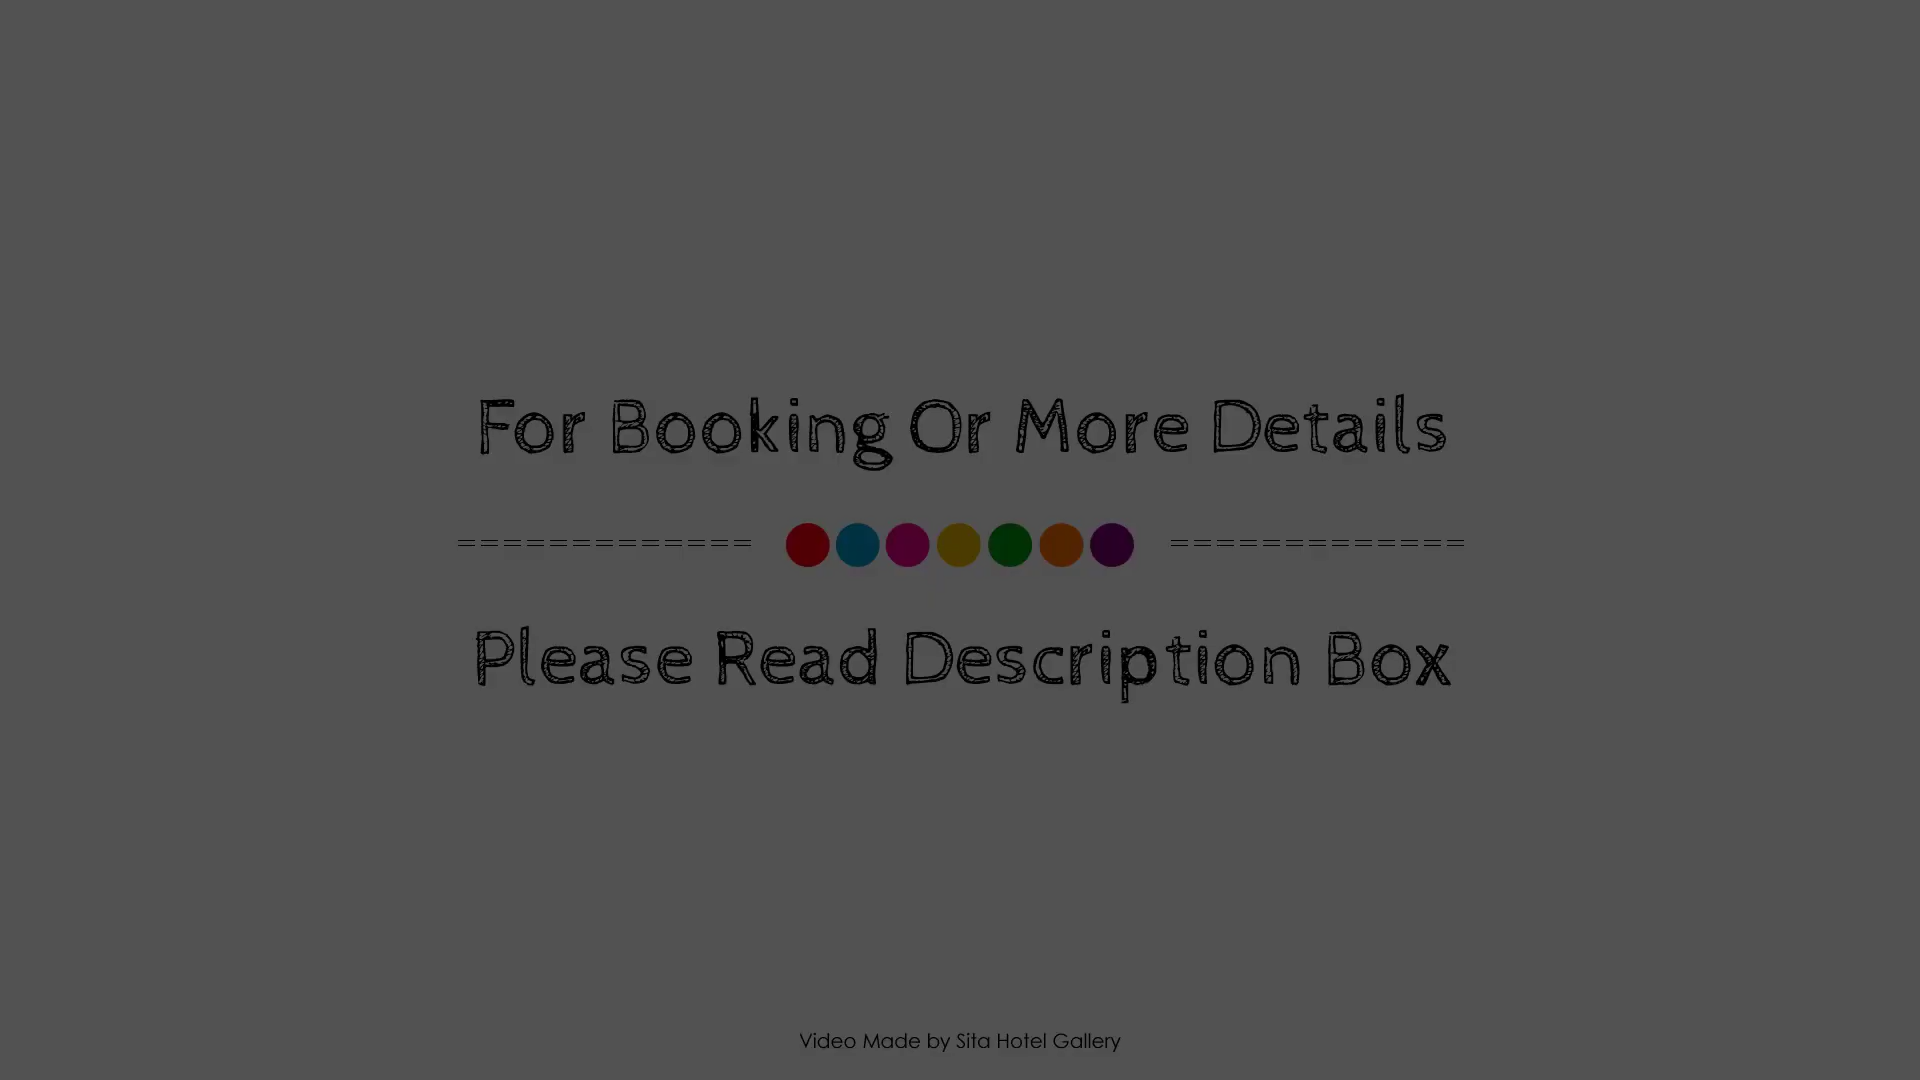 For Booking Or More Details
============= =============
Please Read Description Box
Video Made by Sita Hotel Gallery